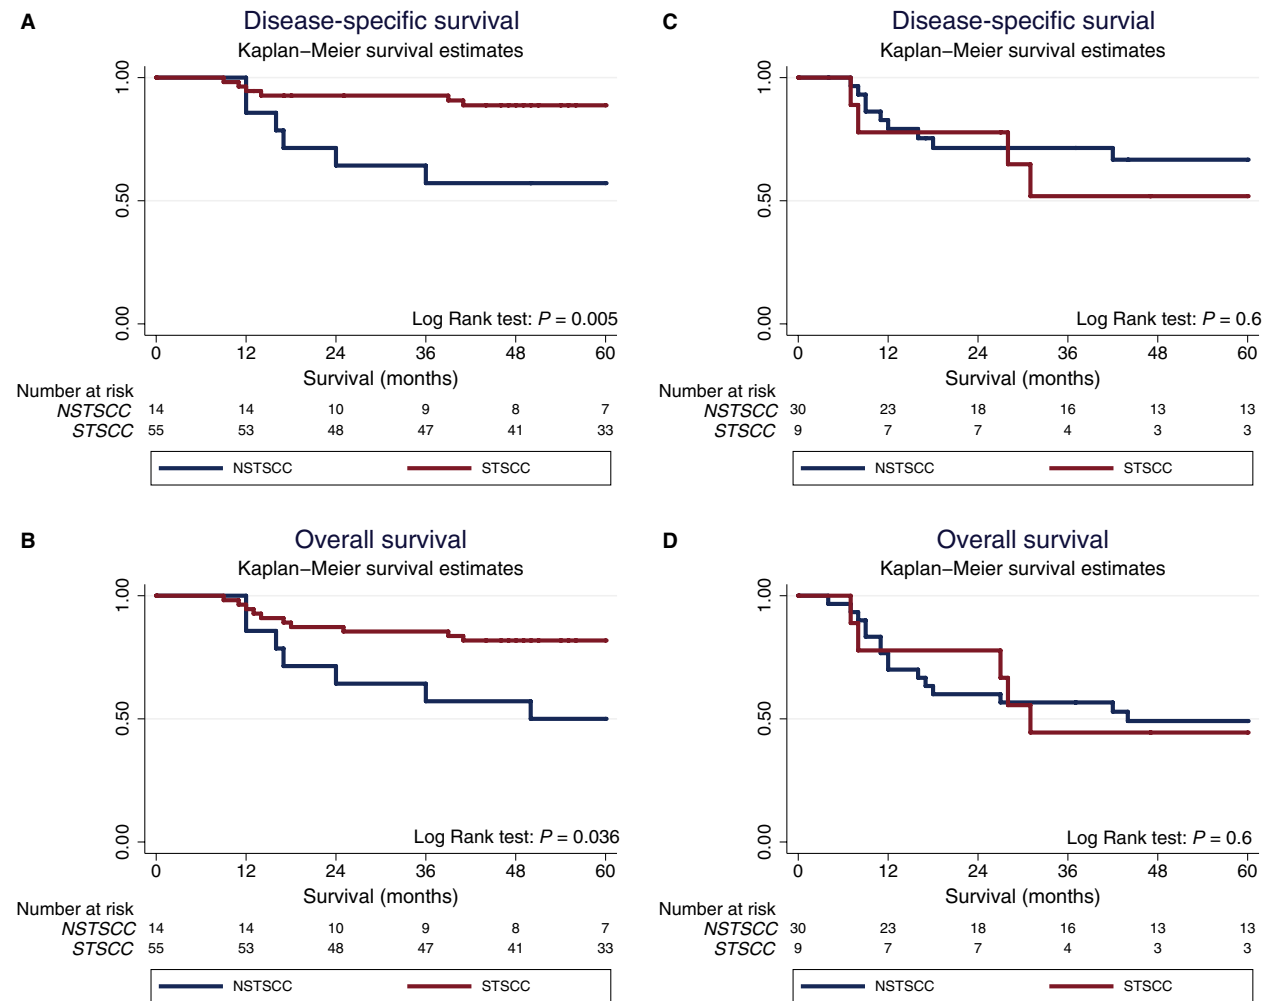 A
Disease-specific survival
Kaplan–Meier survival estimates
1.00
0.50
0.00
Log Rank test: P = 0.005
0 12 24 36 48 60
Survival (months)
Number at risk
NSTSCC 14 14 10 9 8 7
STSCC 55 53 48 47 41 33
NSTSCC STSCC
C
Disease-specific survial
Kaplan–Meier survival estimates
1.00
0.50
0.00
Log Rank test: P = 0.6
0 12 24 36 48 60
Survival (months)
Number at risk
NSTSCC 30 23 18 16 13 13
STSCC 9 7 7 4 3 3
NSTSCC STSCC
B
Overall survival
Kaplan–Meier survival estimates
1.00
0.50
0.00
Log Rank test: P = 0.036
0 12 24 36 48 60
Survival (months)
Number at risk
NSTSCC 14 14 10 9 8 7
STSCC 55 53 48 47 41 33
NSTSCC STSCC
D
Overall survival
Kaplan–Meier survival estimates
1.00
0.50
0.00
Log Rank test: P = 0.6
0 12 24 36 48 60
Survival (months)
Number at risk
NSTSCC 30 23 18 16 13 13
STSCC 9 7 7 4 3 3
NSTSCC STSCC